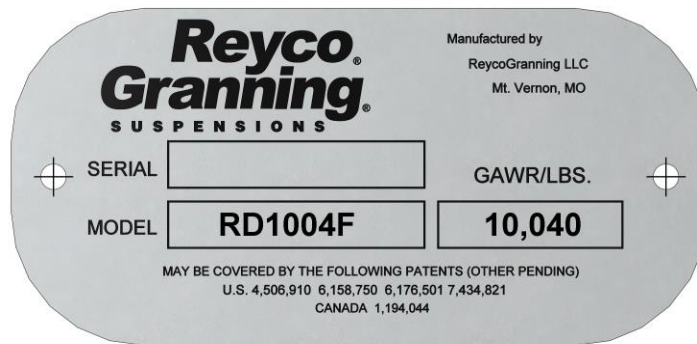 Reyco®
Granning®
SUSPENSIONS
Manufactured by
ReycoGranning LLC
Mt. Vernon, MO
SERIAL
GAWR/LBS.
MODEL RD1004F 10,040
MAY BE COVERED BY THE FOLLOWING PATENTS (OTHER PENDING)
U.S. 4,506,910 6,158,750 6,176,501 7,434,821
CANADA 1,194,044